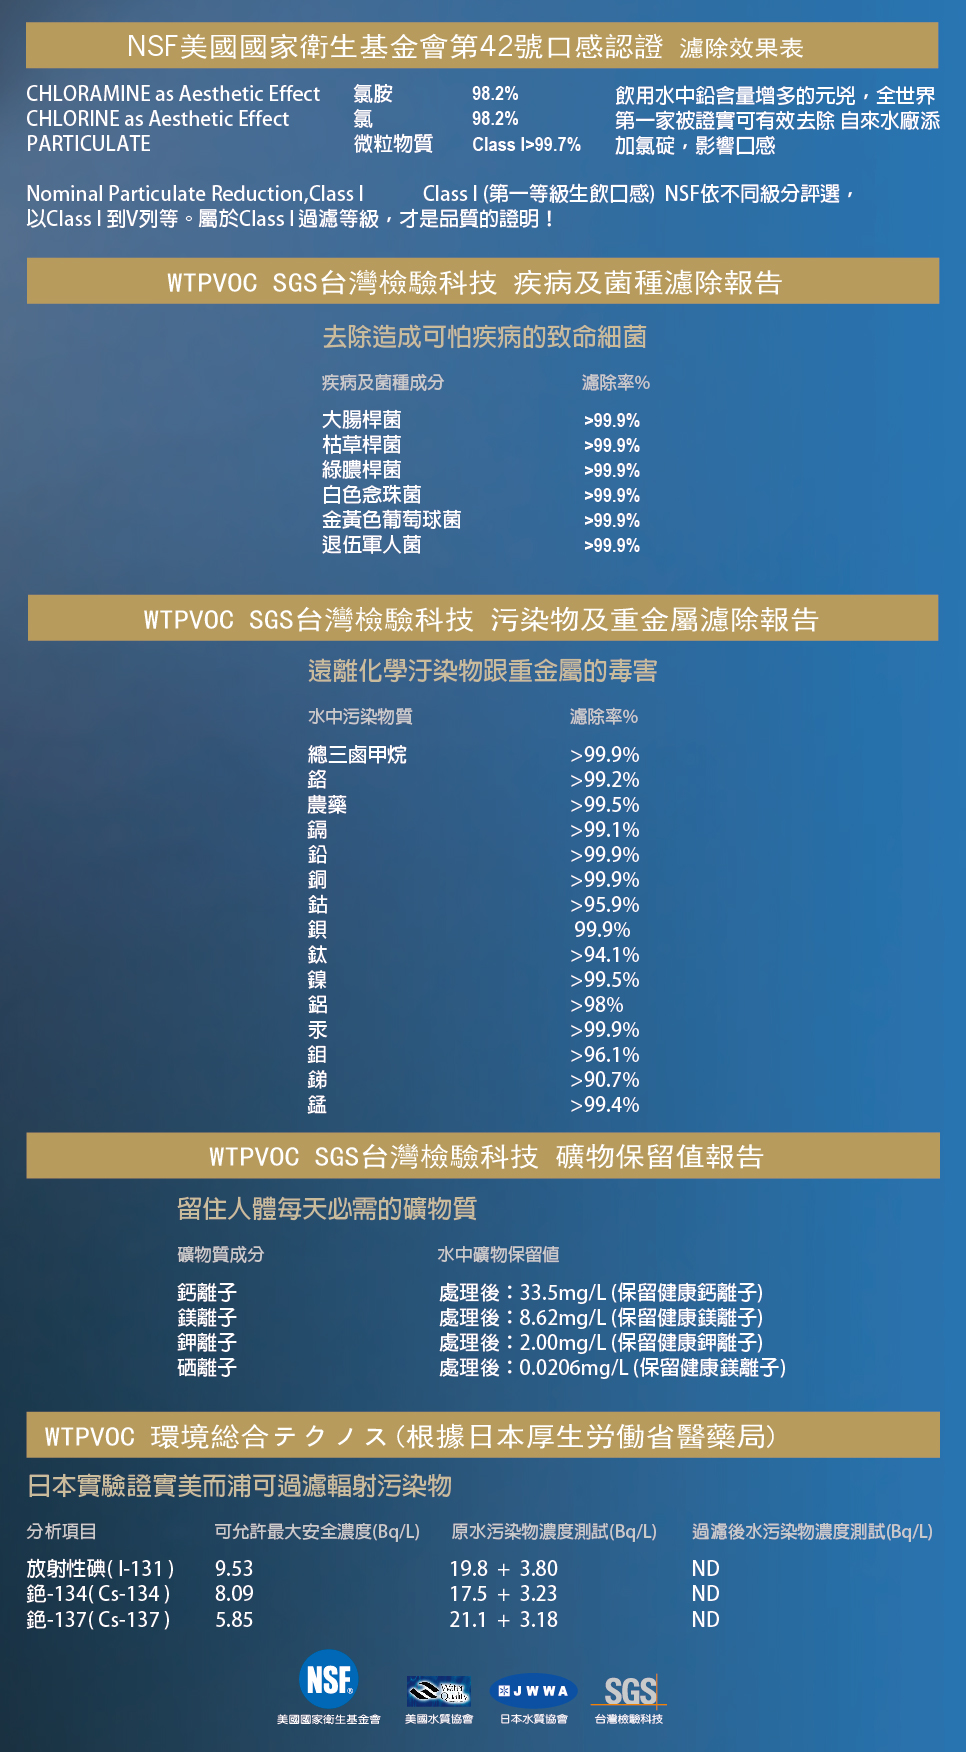 NSF美國國家衛生基金會第42號口感認證 濾除效果表
CHLORAMINE as Aesthetic Effect 氯胺 98.2% 飲用水中鉛含量增多的元兇，全世界
CHLORINE as Aesthetic Effect 氯 98.2% 第一家被證實可有效去除 自來水廠添
PARTICULATE 微粒物質 Class I>99.7% 加氯碇，影響口感
Nominal Particulate Reduction,Class I Class I (第一等級生飲口感) NSF依不同級分評選，
以Class I 到V列等。屬於Class I 過濾等級，才是品質的證明！
WTPVOC SGS台灣檢驗科技 疾病及菌種濾除報告
去除造成可怕疾病的致命細菌
疾病及菌種成分 濾除率%
大腸桿菌 >99.9%
枯草桿菌 >99.9%
綠膿桿菌 >99.9%
白色念珠菌 >99.9%
金黃色葡萄球菌 >99.9%
退伍軍人菌 >99.9%
WTPVOC SGS台灣檢驗科技 污染物及重金屬濾除報告
遠離化學汙染物跟重金屬的毒害
水中污染物質 濾除率%
總三鹵甲烷 >99.9%
鉻 >99.2%
農藥 >99.5%
鎘 >99.1%
鉛 >99.9%
銅 >99.9%
鈷 >95.9%
鋇 99.9%
鈦 >94.1%
鎳 >99.5%
鋁 >98%
汞 >99.9%
鉬 >96.1%
銻 >90.7%
錳 >99.4%
WTPVOC SGS台灣檢驗科技 礦物保留值報告
留住人體每天必需的礦物質
礦物質成分 水中礦物保留值
鈣離子 處理後：33.5mg/L (保留健康鈣離子)
鎂離子 處理後：8.62mg/L (保留健康鎂離子)
鉀離子 處理後：2.00mg/L (保留健康鉀離子)
硒離子 處理後：0.0206mg/L (保留健康鎂離子)
WTPVOC 環境総合テクノス(根據日本厚生労働省醫藥局)
日本實驗證實美而浦可過濾輻射污染物
分析項目 可允許最大安全濃度(Bq/L) 原水污染物濃度測試(Bq/L) 過濾後水污染物濃度測試(Bq/L)
放射性碘( I-131 ) 9.53 19.8 + 3.80 ND
銫-134( Cs-134 ) 8.09 17.5 + 3.23 ND
銫-137( Cs-137 ) 5.85 21.1 + 3.18 ND
NSF® Water Quality JWWA SGS
美國國家衛生基金會 美國水質協會 日本水質協會 台灣檢驗科技